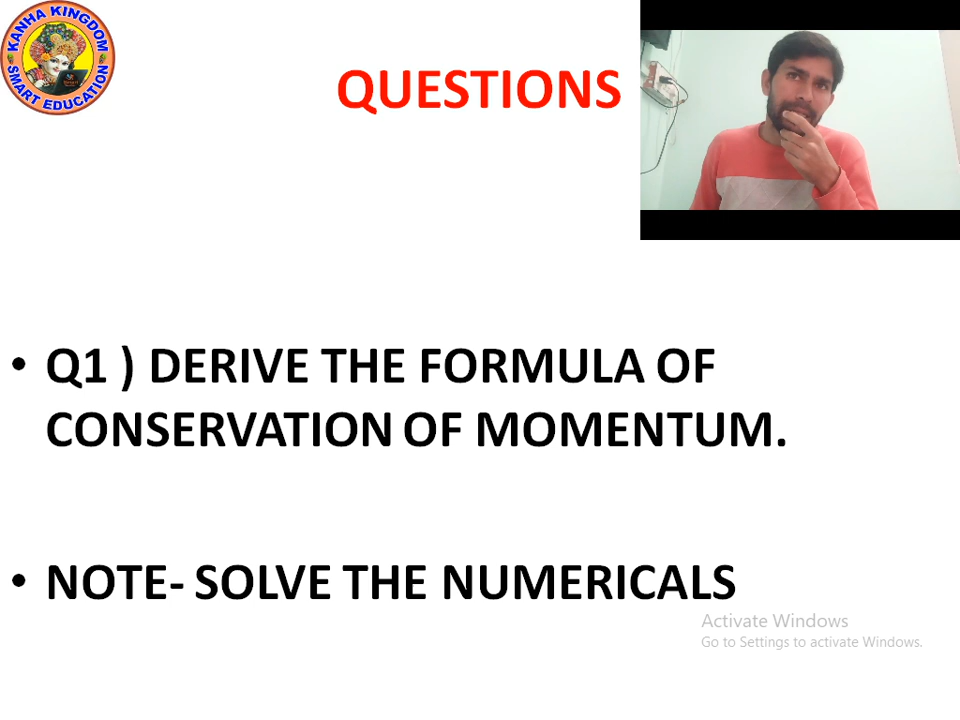 KANHA KINGDOM
SMART EDUCATION
QUESTIONS
• Q1 ) DERIVE THE FORMULA OF
CONSERVATION OF MOMENTUM.
• NOTE- SOLVE THE NUMERICALS
Activate Windows
Go to Settings to activate Windows.